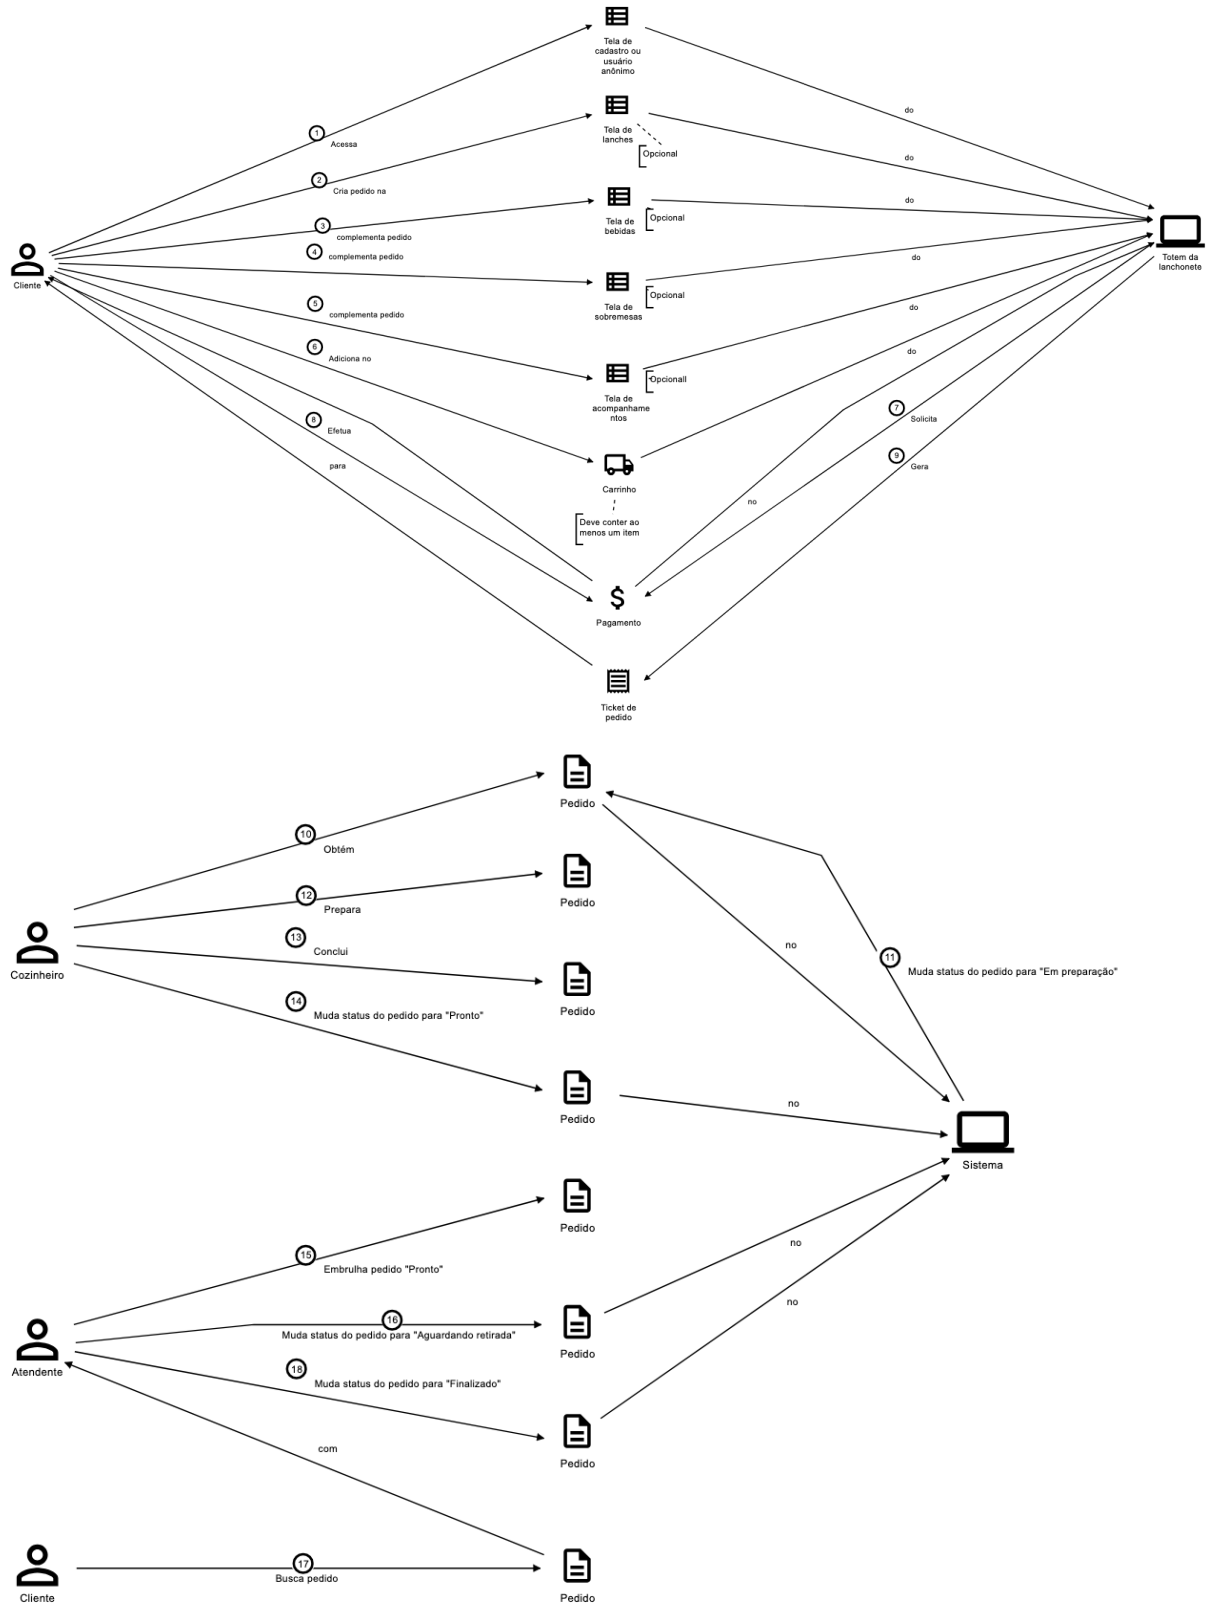 Tela de
cadastro ou
usuário
anônimo
do
1
Acessa
Tela de
lanches
Opcional
do
2
Cria pedido na
Tela de
bebidas
Opcional
do
3
complementa pedido
4
complementa pedido
Cliente
Totem da
lanchonete
do
Tela de
sobremesas
Opcional
5
complementa pedido
do
6
Adiciona no
do
Tela de
acompanhame
ntos
Opcionall
7
Solicita
8
Efetua
para
9
Gera
Carrinho
no
Deve conter ao
menos um item
Pagamento
Ticket de
pedido
Pedido
10
Obtém
Pedido
12
Prepara
13
Conclui
no
11
Muda status do pedido para "Em preparação"
Cozinheiro
14
Muda status do pedido para "Pronto"
Pedido
Pedido
no
Sistema
Pedido
15
Embrulha pedido "Pronto"
no
16
Muda status do pedido para "Aguardando retirada"
Pedido
no
Atendente
18
Muda status do pedido para "Finalizado"
Pedido
com
17
Busca pedido
Cliente
Pedido